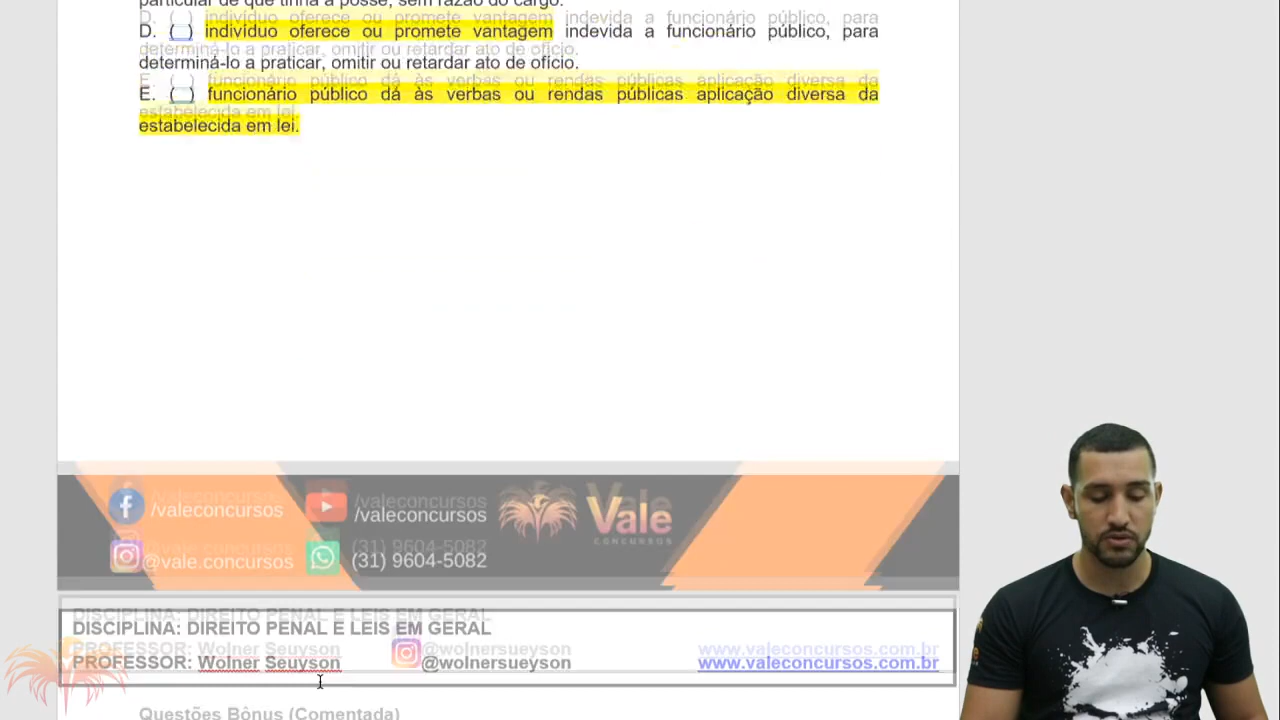 particular de que tinha a posse, sem razão do cargo.
D. ( ) indivíduo oferece ou promete vantagem indevida a funcionário público, para
determiná-lo a praticar, omitir ou retardar ato de ofício.
E. ( ) funcionário público dá às verbas ou rendas públicas aplicação diversa da
estabelecida em lei.
/valeconcursos
/valeconcursos
Vale
CONCURSOS
@vale.concursos
(31) 9604-5082
DISCIPLINA: DIREITO PENAL E LEIS EM GERAL
PROFESSOR: Wolner Seuyson @wolnersueyson www.valeconcursos.com.br
Questões Bônus (Comentada)